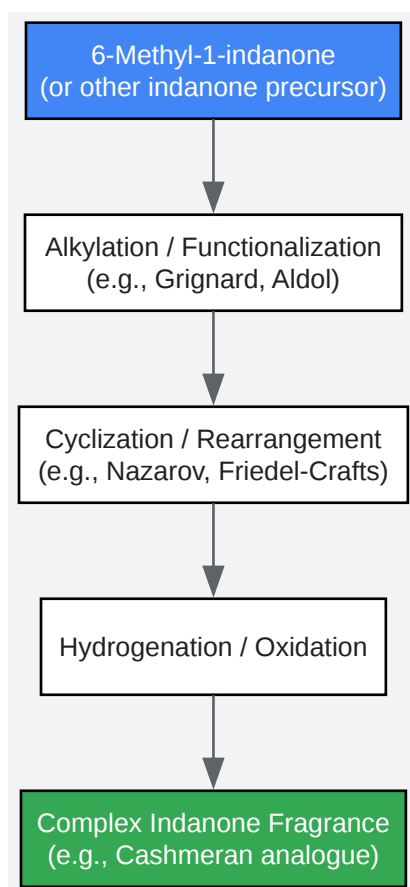 6-Methyl-1-indanone
(or other indanone precursor)
Alkylation / Functionalization
(e.g., Grignard, Aldol)
Cyclization / Rearrangement
(e.g., Nazarov, Friedel-Crafts)
Hydrogenation / Oxidation
Complex Indanone Fragrance
(e.g., Cashmeran analogue)